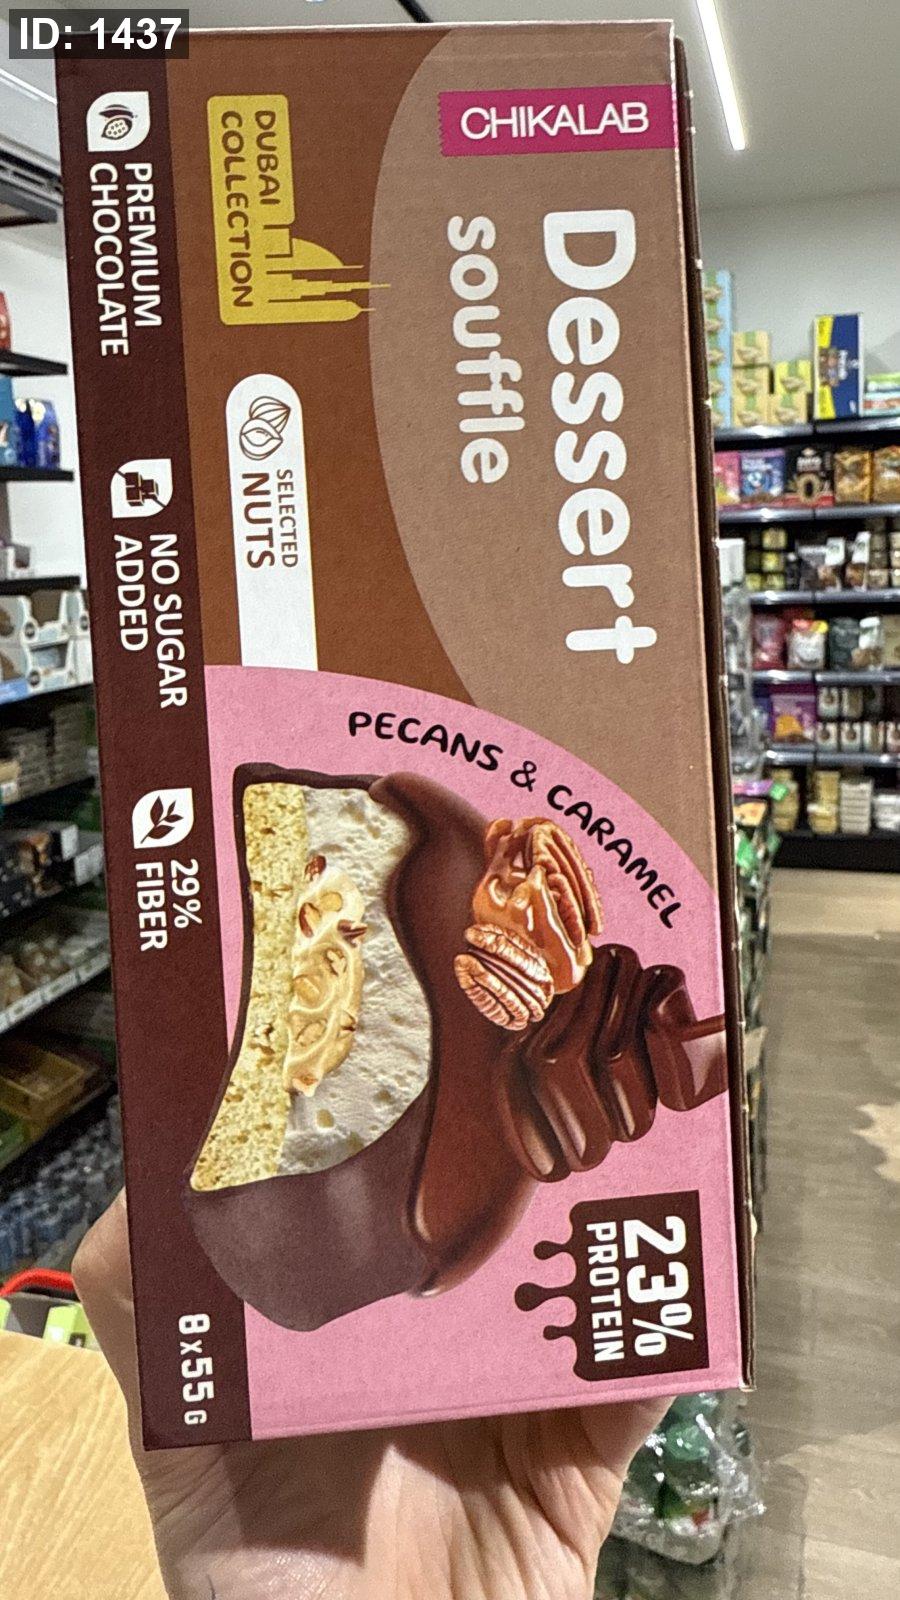 ID: 1437
CHIKALAB
Dessert
souffle
DUBAI
COLLECTION
SELECTED
NUTS
PECANS & CARAMEL
23%
PROTEIN
PREMIUM
CHOCOLATE
NO SUGAR
ADDED
29%
FIBER
8x55G